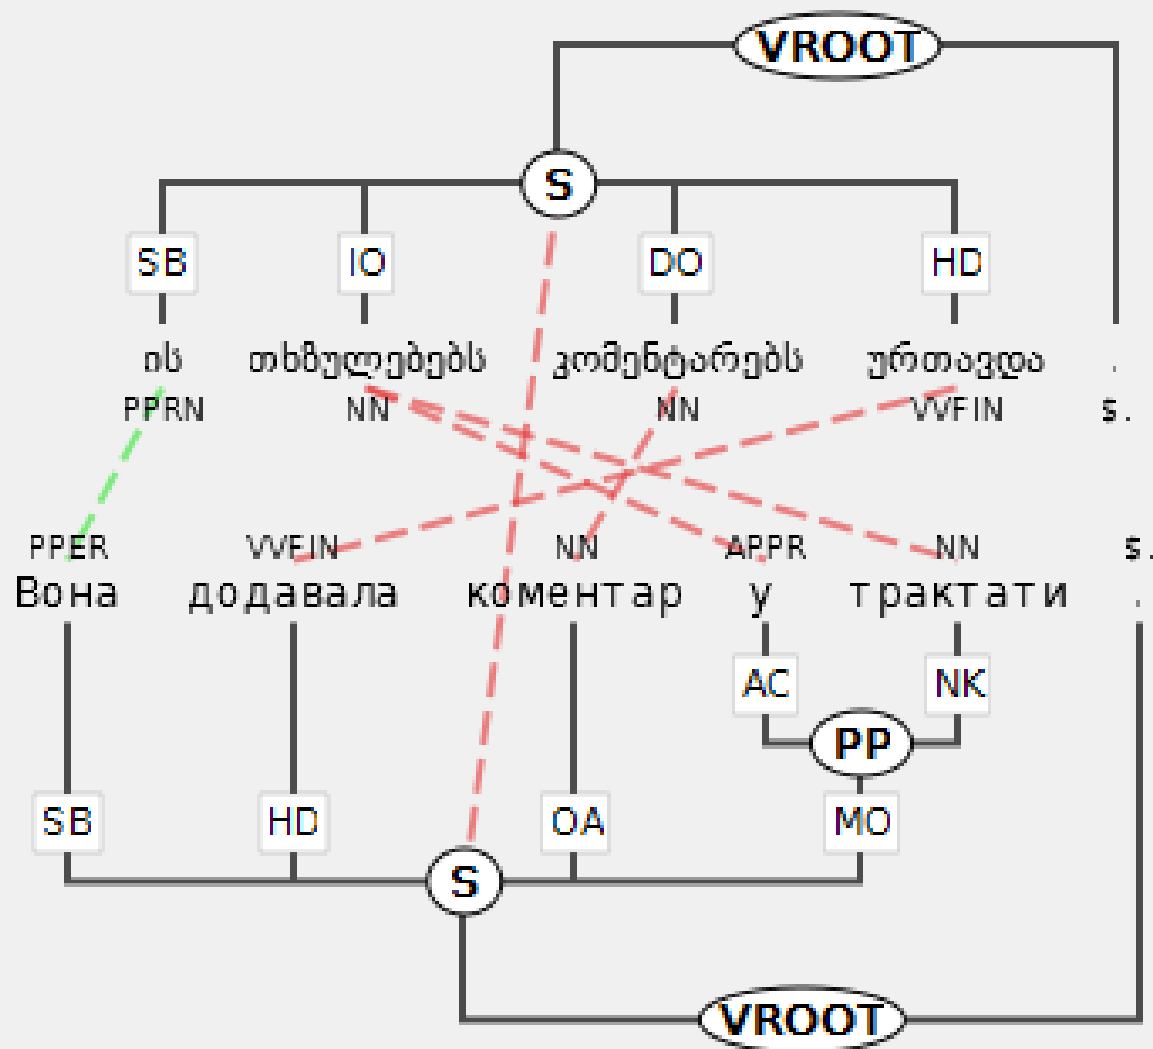 VROOT
S
SB IO DO HD
ის თხზულებებს კომენტარებს ურთავდა .
PPRN NN NN VVFIN $.
PPER VVFIN NN APPR NN $.
Вона додавала коментар у трактати .
AC NK
PP
SB HD OA MO
S
VROOT